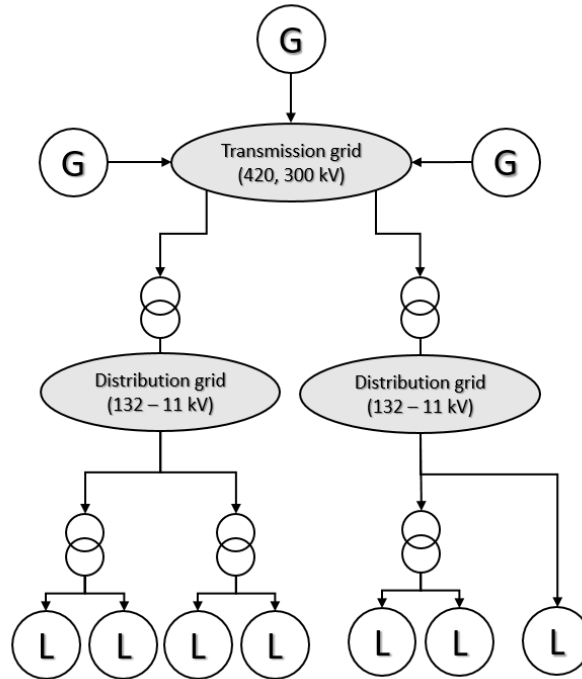 G
G
Transmission grid
(420, 300 kV)
G
Distribution grid
(132 – 11 kV)
Distribution grid
(132 – 11 kV)
L
L
L
L
L
L
L